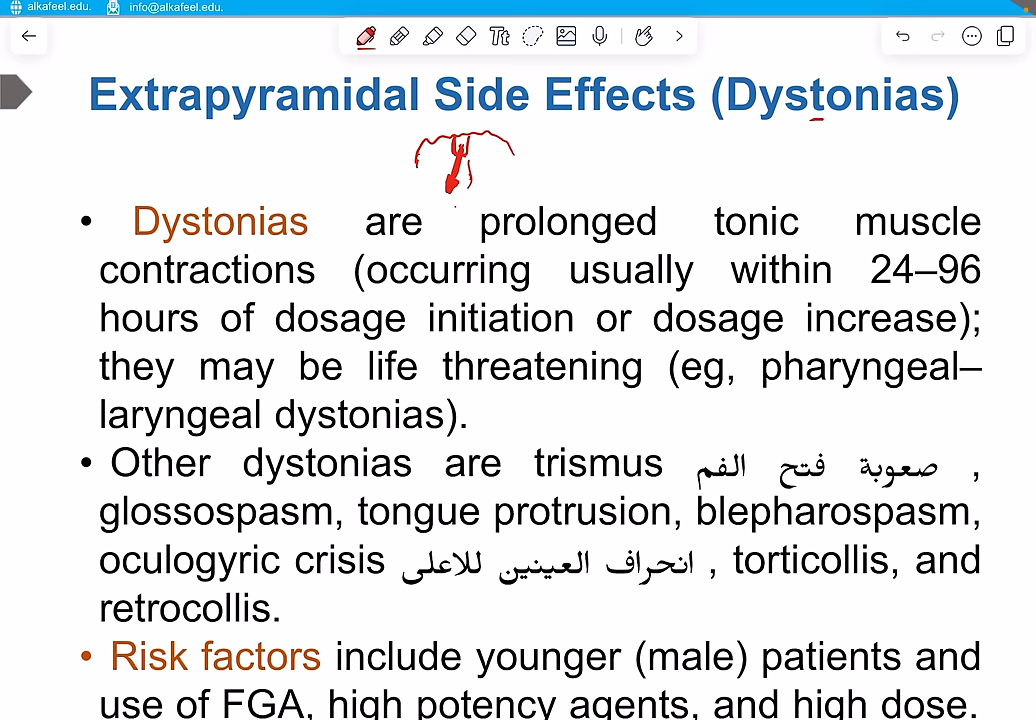 alkafeel.edu. info@alkafeel.edu.
Tt
Extrapyramidal Side Effects (Dystonias)
• Dystonias are prolonged tonic muscle
contractions (occurring usually within 24–96
hours of dosage initiation or dosage increase);
they may be life threatening (eg, pharyngeal–
laryngeal dystonias).
• Other dystonias are trismus صعوبة فتح الفم ,
glossospasm, tongue protrusion, blepharospasm,
oculogyric crisis انحراف العينين للاعلى , torticollis, and
retrocollis.
• Risk factors include younger (male) patients and
use of FGA, high potency agents, and high dose.